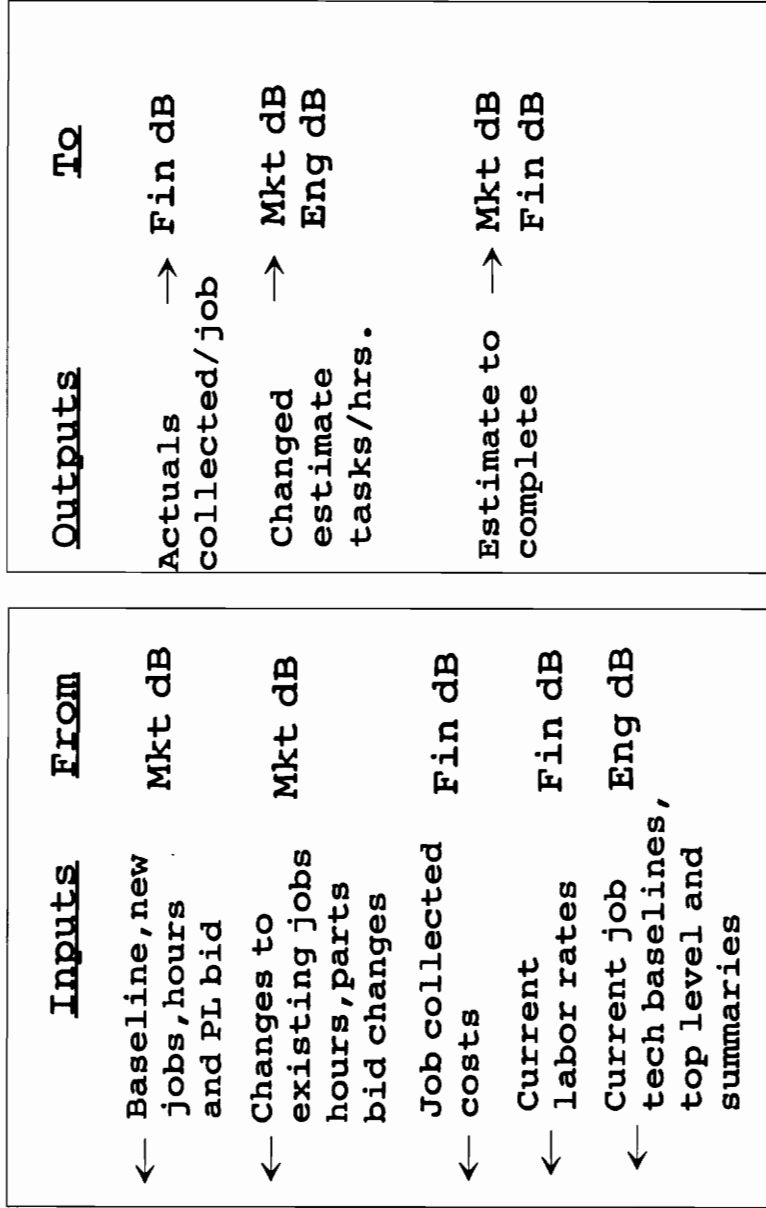 Inputs From
← Baseline,new Mkt dB
jobs,hours
and PL bid
← Changes to Mkt dB
existing jobs
hours,parts
bid changes
Job collected Fin dB
← costs
Current Fin dB
← labor rates
Current job Eng dB
← tech baselines,
top level and
summaries
Outputs To
Actuals → Fin dB
collected/job
Changed → Mkt dB
estimate Eng dB
tasks/hrs.
Estimate to → Mkt dB
complete Fin dB